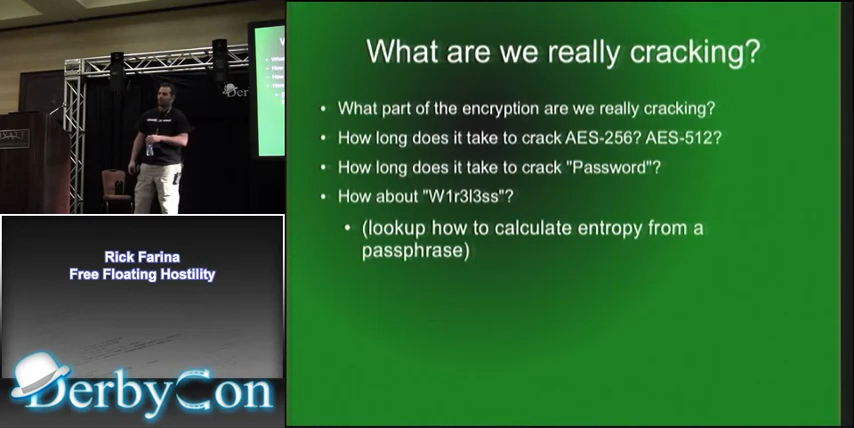 What are we really cracking?
• What part of the encryption are we really cracking?
• How long does it take to crack AES-256? AES-512?
• How long does it take to crack "Password"?
• How about "W1r3l3ss"?
• (lookup how to calculate entropy from a
passphrase)
Rick Farina
Free Floating Hostility
DerbyCon